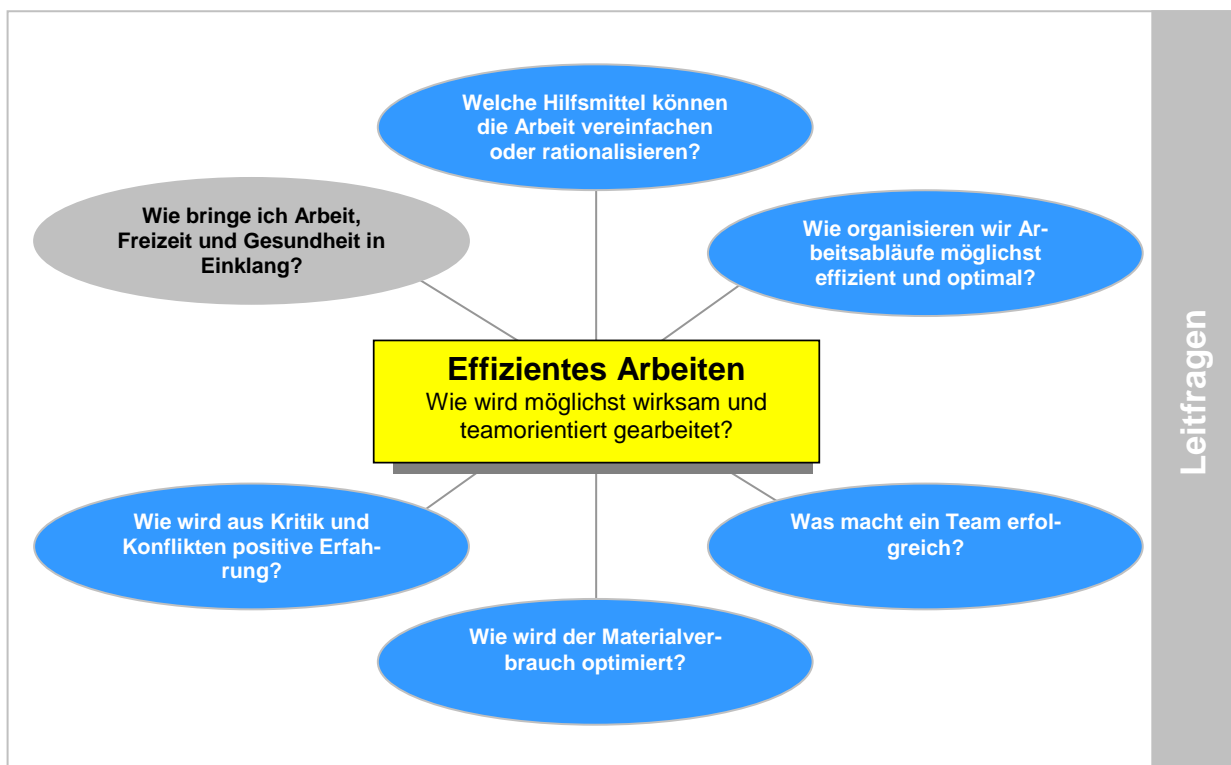 Welche Hilfsmittel können
die Arbeit vereinfachen
oder rationalisieren?
Wie bringe ich Arbeit,
Freizeit und Gesundheit in
Einklang?
Wie organisieren wir Ar-
beitsabläufe möglichst
effizient und optimal?
Effizientes Arbeiten
Wie wird möglichst wirksam und
teamorientiert gearbeitet?
Wie wird aus Kritik und
Konflikten positive Erfah-
rung?
Was macht ein Team erfol-
greich?
Wie wird der Materialver-
brauch optimiert?
Leitfragen